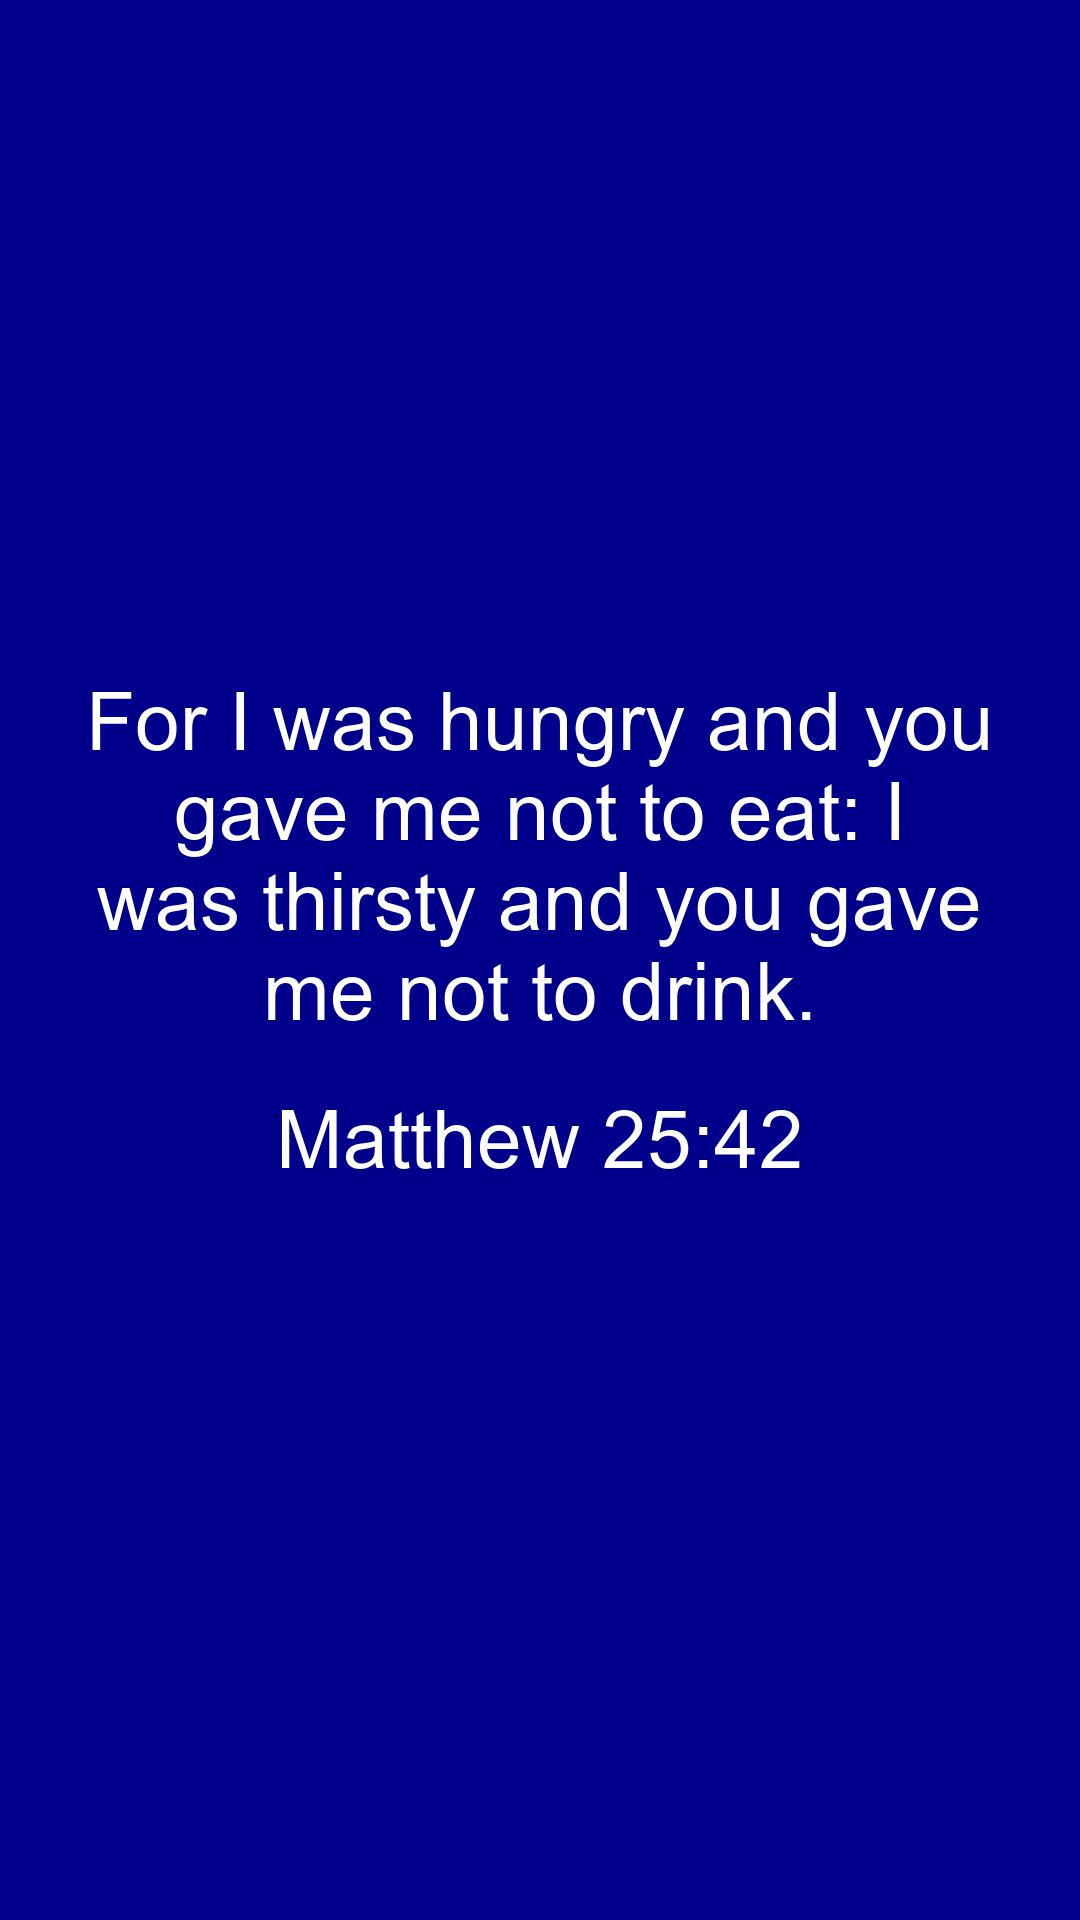 For I was hungry and you
gave me not to eat: I
was thirsty and you gave
me not to drink.
Matthew 25:42